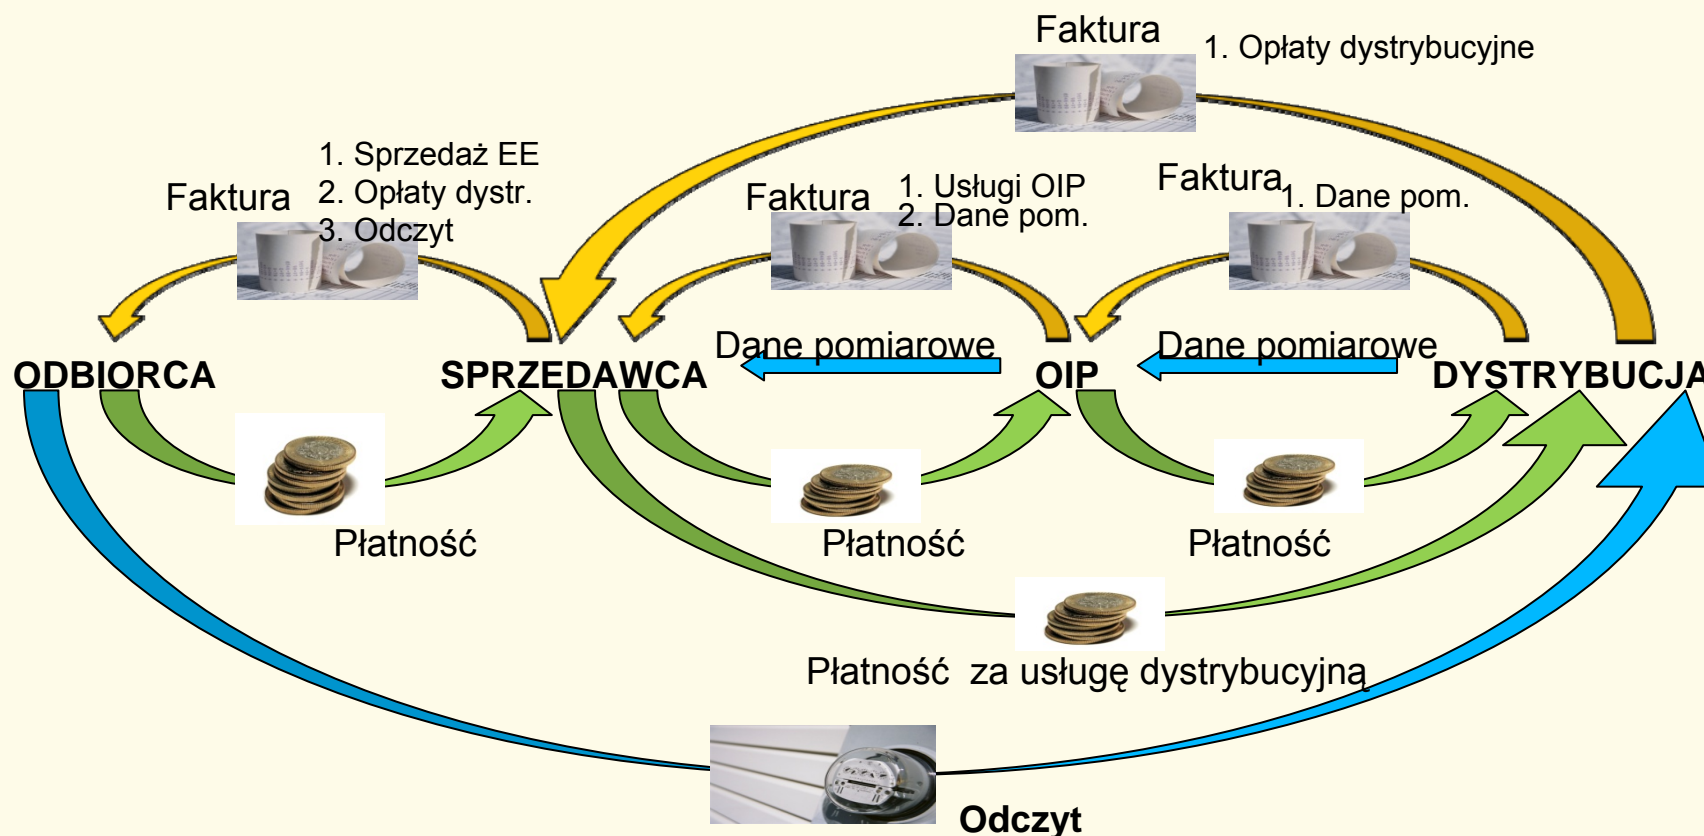 Faktura
1. Opłaty dystrybucyjne
1. Sprzedaż EE
2. Opłaty dystr.
3. Odczyt
Faktura
Faktura
1. Usługi OIP
2. Dane pom.
Faktura
1. Dane pom.
Dane pomiarowe
Dane pomiarowe
ODBIORCA
SPRZEDAWCA
OIP
DYSTRYBUCJA
Płatność
Płatność
Płatność
Płatność za usługę dystrybucyjną
Odczyt